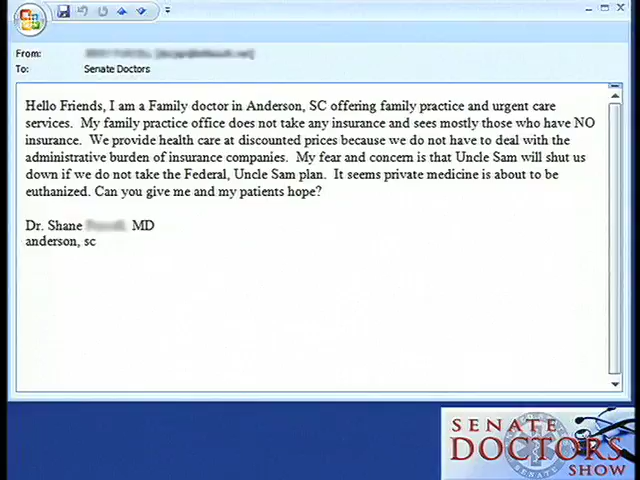 From:
To: Senate Doctors
Hello Friends, I am a Family doctor in Anderson, SC offering family practice and urgent care
services.  My family practice office does not take any insurance and sees mostly those who have NO
insurance.  We provide health care at discounted prices because we do not have to deal with the
administrative burden of insurance companies.  My fear and concern is that Uncle Sam will shut us
down if we do not take the Federal, Uncle Sam plan.  It seems private medicine is about to be
euthanized. Can you give me and my patients hope?
Dr. Shane MD
anderson, sc
SENATE
DOCTORS
SHOW